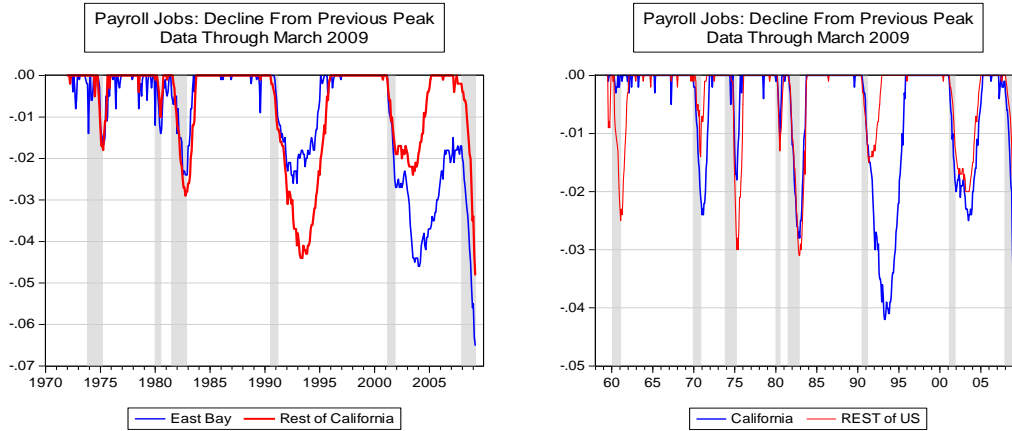 Payroll Jobs: Decline From Previous Peak
Data Through March 2009
.00
-.01
-.02
-.03
-.04
-.05
-.06
-.07
1970 1975 1980 1985 1990 1995 2000 2005
East Bay Rest of California
Payroll Jobs: Decline From Previous Peak
Data Through March 2009
.00
-.01
-.02
-.03
-.04
-.05
60 65 70 75 80 85 90 95 00 05
California REST of US